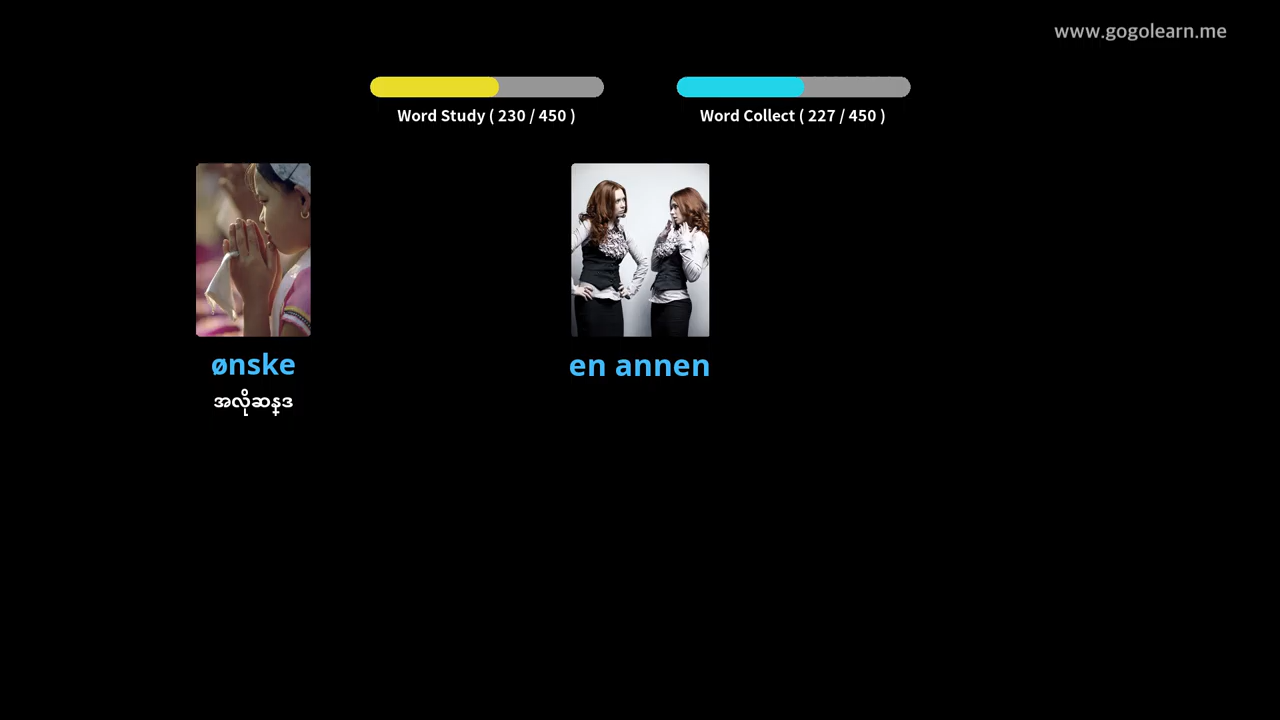 www.gogolearn.me
Word Study ( 230 / 450 )
Word Collect ( 227 / 450 )
ønske
en annen
အလိုဆန္ဒ